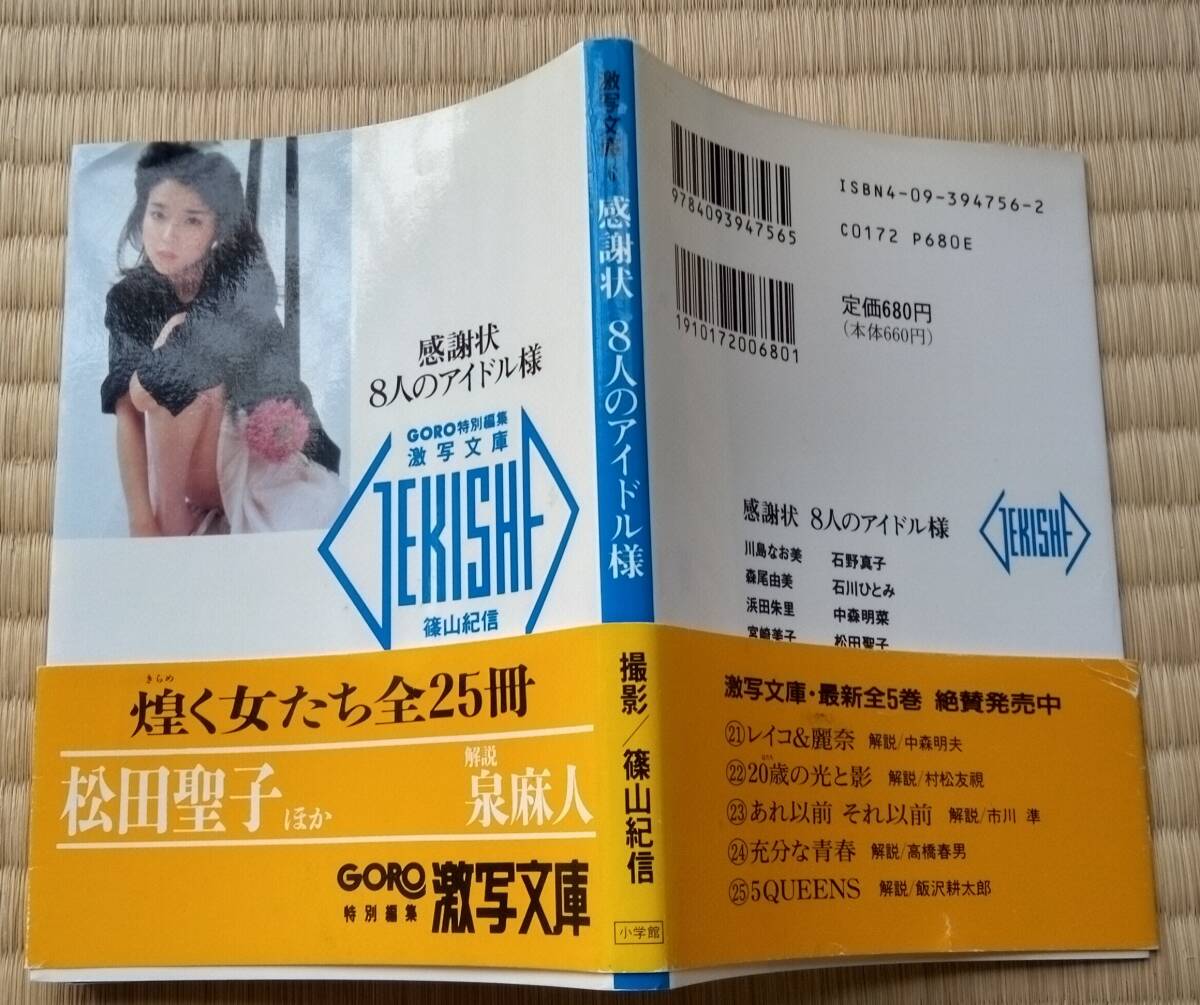 感謝状
8人のアイドル様
GORO特別編集
激写文庫
GEKISHA
篠山紀信
きらめ
煌く女たち全25冊
松田聖子ほか
解説
泉麻人
GORO
特別編集
激写文庫
激写文庫
感謝状 8人のアイドル様
撮影/篠山紀信
小学館
9784093947565
ISBN4-09-394756-2
C0172 P680E
1910172006801
定価680円
(本体660円)
感謝状 8人のアイドル様
川島なお美 石野真子
森尾由美 石川ひとみ
浜田朱里 中森明菜
宮崎美子 松田聖子
GEKISHA
激写文庫・最新全5巻 絶賛発売中
㉑レイコ&麗奈 解説/中森明夫
㉒20歳の光と影 解説/村松友視
㉓あれ以前 それ以前 解説/市川 準
㉔充分な青春 解説/高橋春男
㉕5QUEENS 解説/飯沢耕太郎